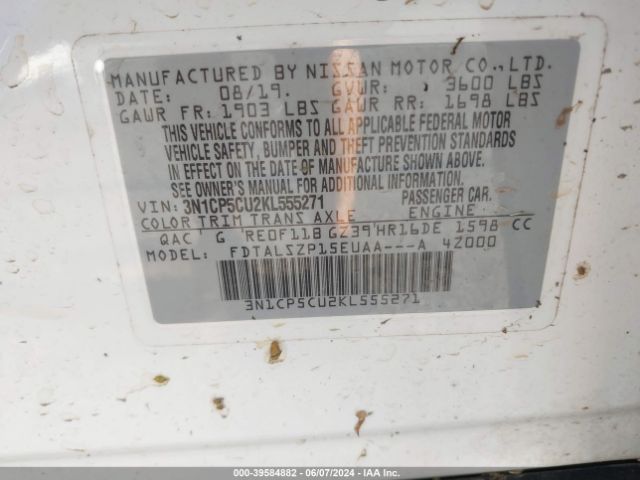 MANUFACTURED BY NISSAN MOTOR CO., LTD.
DATE: 08/19. GVWR: 3600 LBS
GAWR FR: 1903 LBS GAWR RR: 1698 LBS
THIS VEHICLE CONFORMS TO ALL APPLICABLE FEDERAL MOTOR
VEHICLE SAFETY, BUMPER AND THEFT PREVENTION STANDARDS
IN EFFECT ON THE DATE OF MANUFACTURE SHOWN ABOVE.
SEE OWNER'S MANUAL FOR ADDITIONAL INFORMATION
VIN: 3N1CP5CU2KL555271 PASSENGER CAR.
COLOR TRIM TRANS AXLE ENGINE
QAC G RE0F11B GZ39 HR16DE 1598 CC
MODEL: FDTALSZP15EUAA---A 4Z000
3N1CP5CU2KL555271
000-39584882 | 06/07/2024 | IAA Inc.